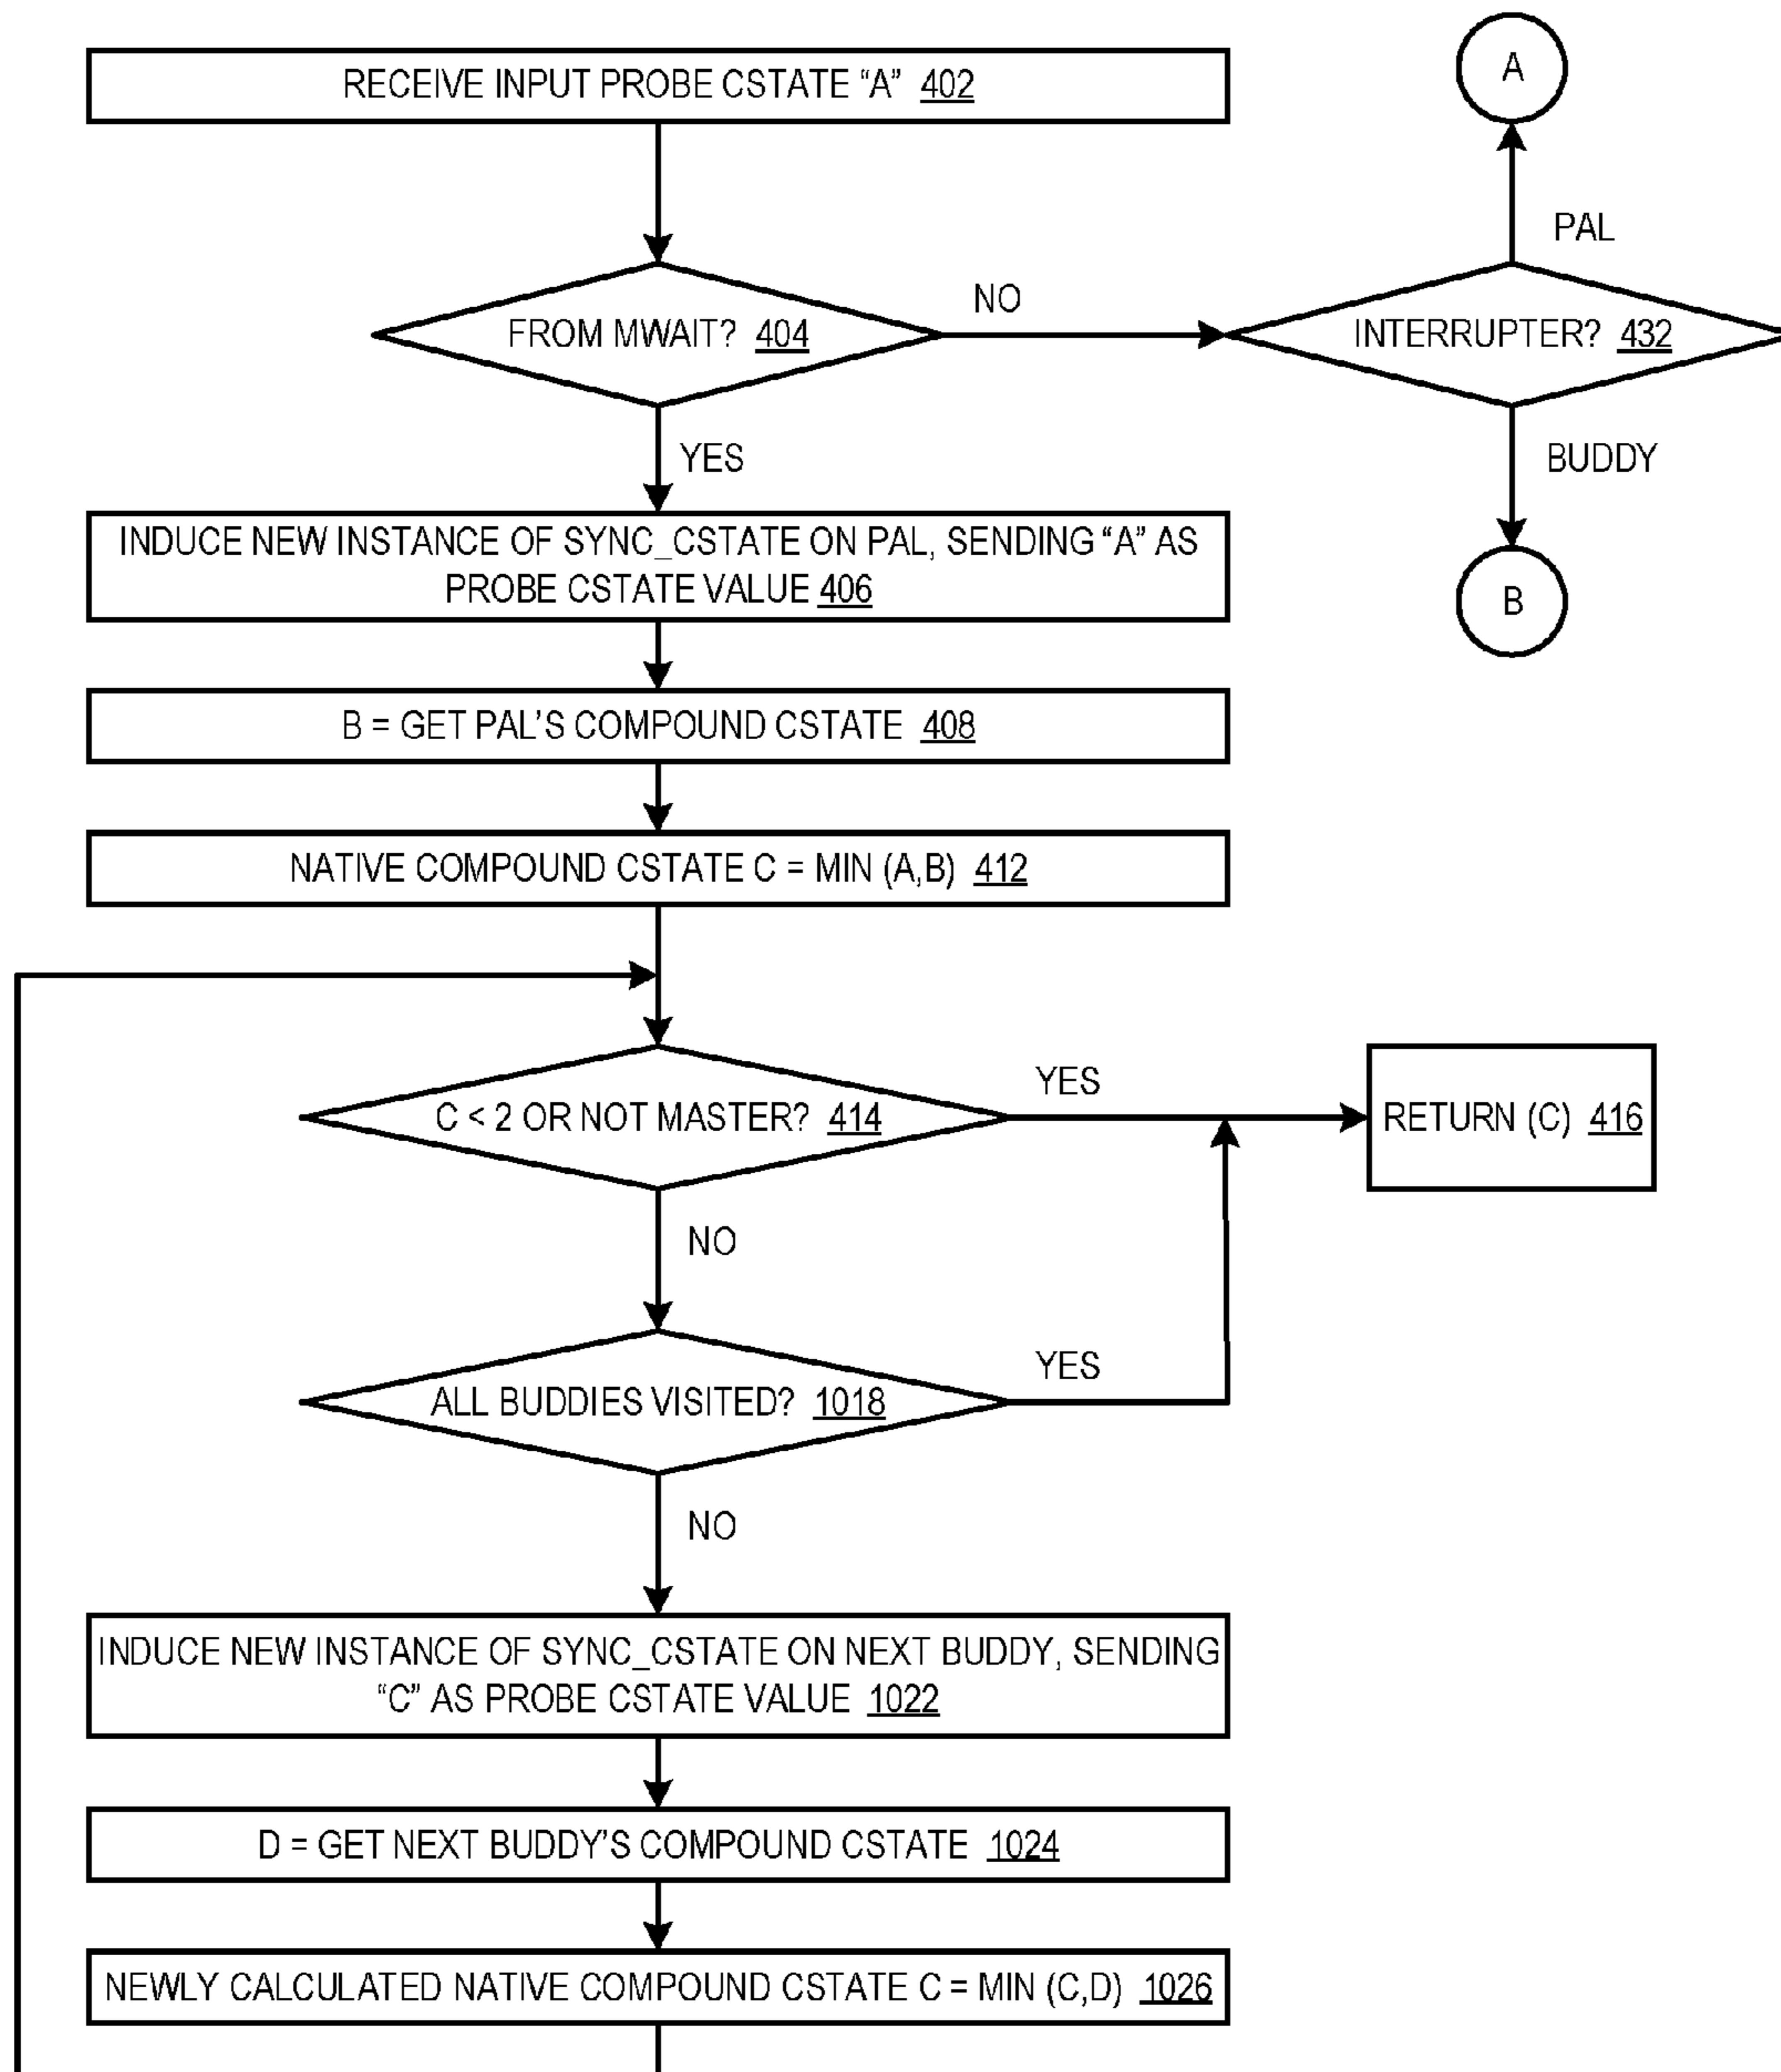 RECEIVE INPUT PROBE CSTATE “A” 402
A
PAL
FROM MWAIT? 404
NO
INTERRUPTER? 432
YES
BUDDY
INDUCE NEW INSTANCE OF SYNC_CSTATE ON PAL, SENDING “A” AS
PROBE CSTATE VALUE 406
B
B = GET PAL’S COMPOUND CSTATE 408
NATIVE COMPOUND CSTATE C = MIN (A,B) 412
C < 2 OR NOT MASTER? 414
YES
RETURN (C) 416
NO
ALL BUDDIES VISITED? 1018
YES
NO
INDUCE NEW INSTANCE OF SYNC_CSTATE ON NEXT BUDDY, SENDING
“C” AS PROBE CSTATE VALUE 1022
D = GET NEXT BUDDY’S COMPOUND CSTATE 1024
NEWLY CALCULATED NATIVE COMPOUND CSTATE C = MIN (C,D) 1026